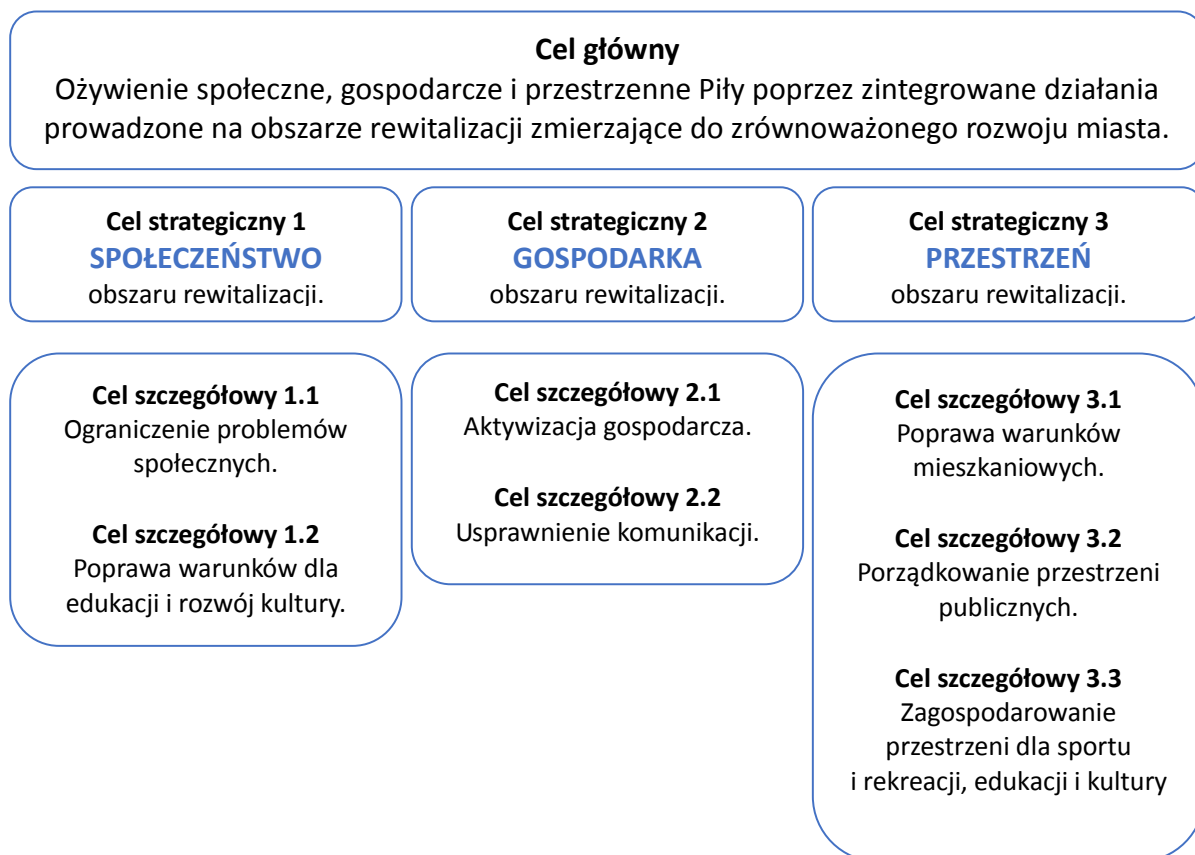 Cel główny
Ożywienie społeczne, gospodarcze i przestrzenne Piły poprzez zintegrowane działania
prowadzone na obszarze rewitalizacji zmierzające do zrównoważonego rozwoju miasta.
Cel strategiczny 1
SPOŁECZEŃSTWO
obszaru rewitalizacji.
Cel strategiczny 2
GOSPODARKA
obszaru rewitalizacji.
Cel strategiczny 3
PRZESTRZEŃ
obszaru rewitalizacji.
Cel szczegółowy 1.1
Ograniczenie problemów
społecznych.
Cel szczegółowy 1.2
Poprawa warunków dla
edukacji i rozwój kultury.
Cel szczegółowy 2.1
Aktywizacja gospodarcza.
Cel szczegółowy 2.2
Usprawnienie komunikacji.
Cel szczegółowy 3.1
Poprawa warunków
mieszkaniowych.
Cel szczegółowy 3.2
Porządkowanie przestrzeni
publicznych.
Cel szczegółowy 3.3
Zagospodarowanie
przestrzeni dla sportu
i rekreacji, edukacji i kultury